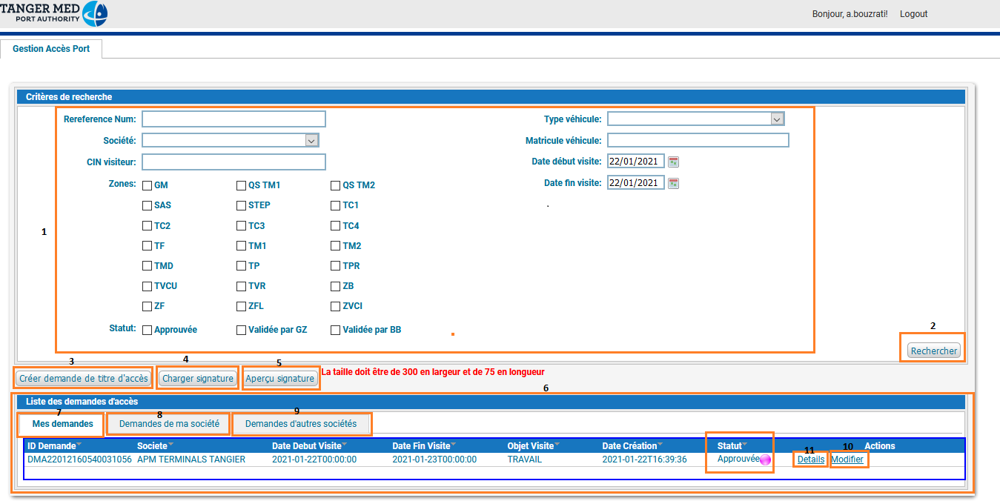 TANGER MED
PORT AUTHORITY
Bonjour, a.bouzrati! Logout
Gestion Accès Port
Critères de recherche
Rereference Num: Type véhicule:
Société: Matricule véhicule:
CIN visiteur: Date début visite: 22/01/2021
Zones: GM QS TM1 QS TM2 Date fin visite: 22/01/2021
SAS STEP TC1 .
TC2 TC3 TC4
1
TF TM1 TM2
TMD TP TPR
TVCU TVR ZB
ZF ZFL ZVCI
Statut: Approuvée Validée par GZ Validée par BB
2
Rechercher
3 4 5
La taille doit être de 300 en largeur et de 75 en longueur
Créer demande de titre d'accès Charger signature Aperçu signature
6
Liste des demandes d'accès
7 8 9
Mes demandes Demandes de ma société Demandes d'autres sociétés
ID Demande Societe Date Debut Visite Date Fin Visite Objet Visite Date Création Statut Actions
11 10
DMA22012160540031056 APM TERMINALS TANGIER 2021-01-22T00:00:00 2021-01-23T00:00:00 TRAVAIL 2021-01-22T16:39:36 Approuvée Details Modifier